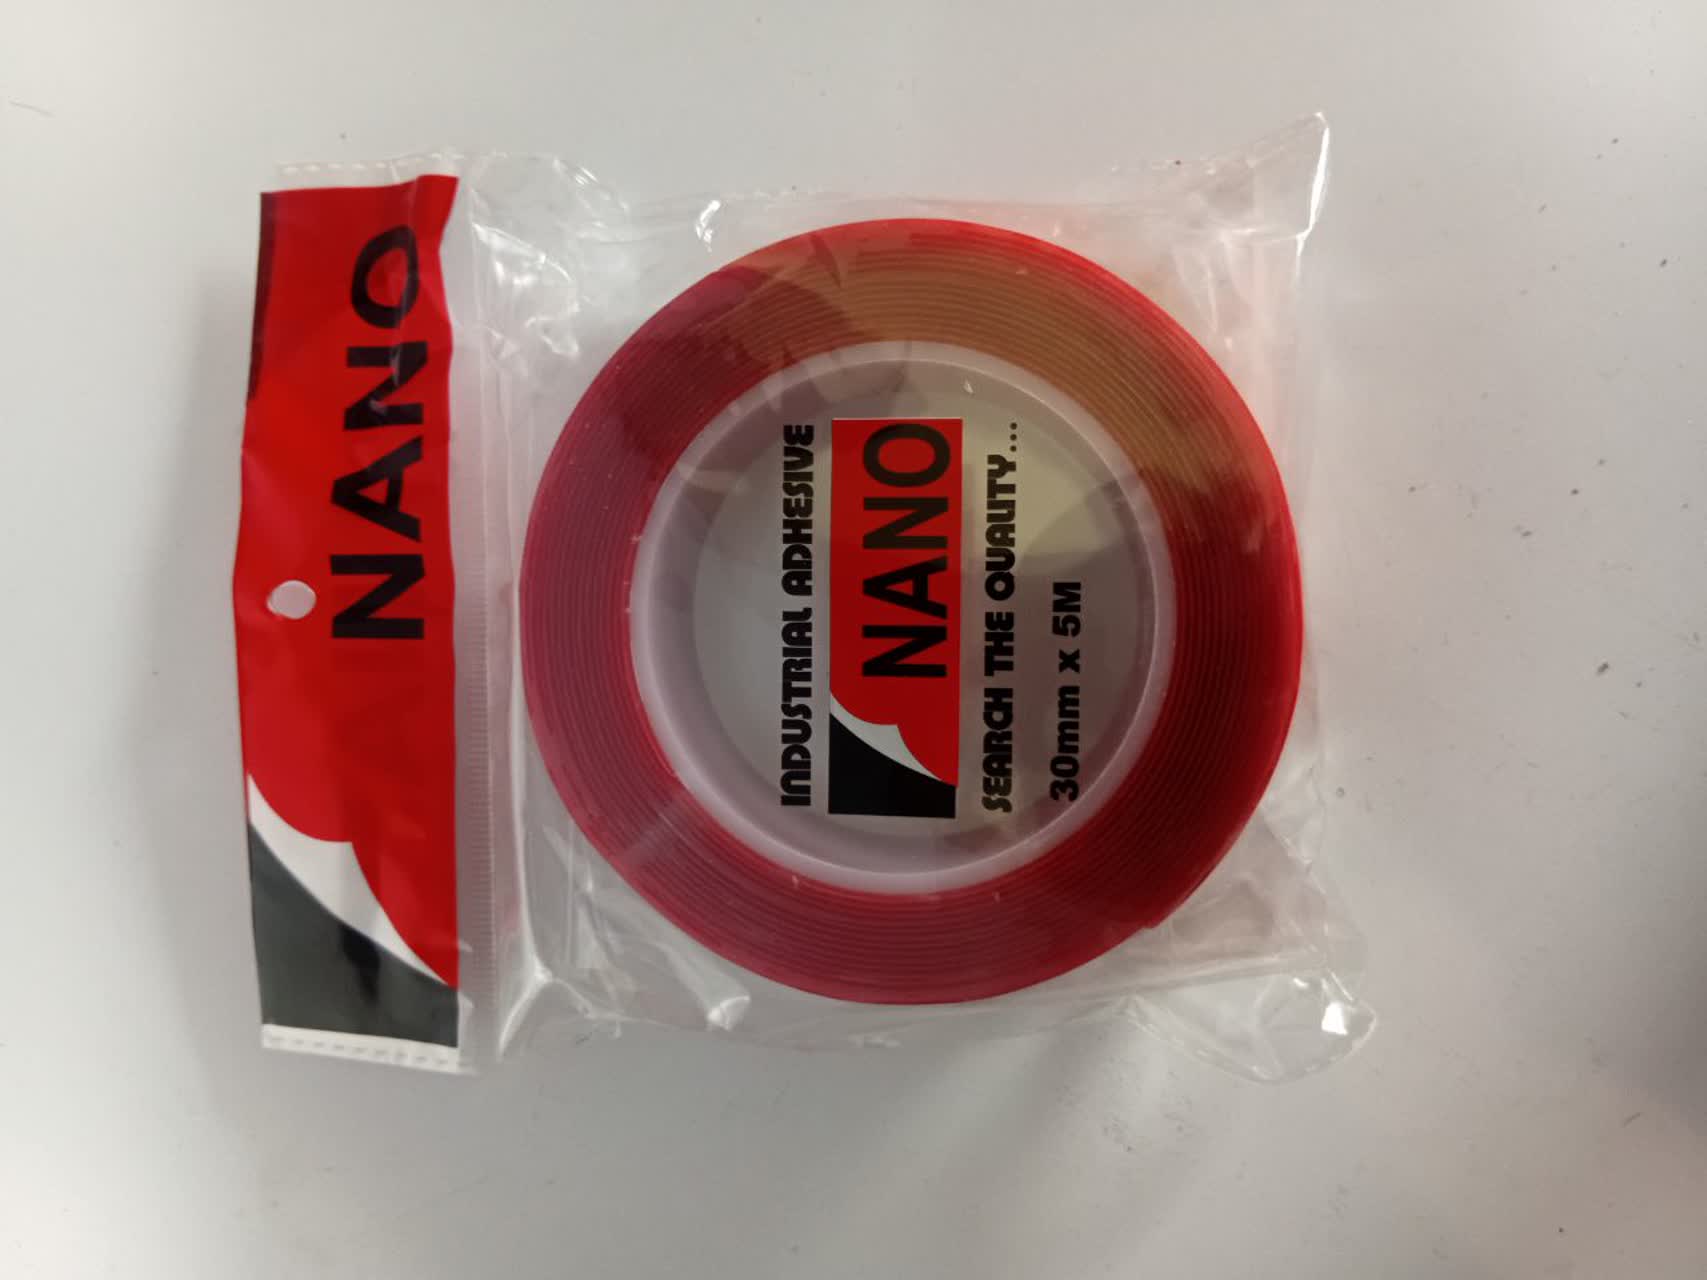 NANO
INDUSTRIAL ADHESIVE
NANO
SEARCH THE QUALITY...
30mm x 5M